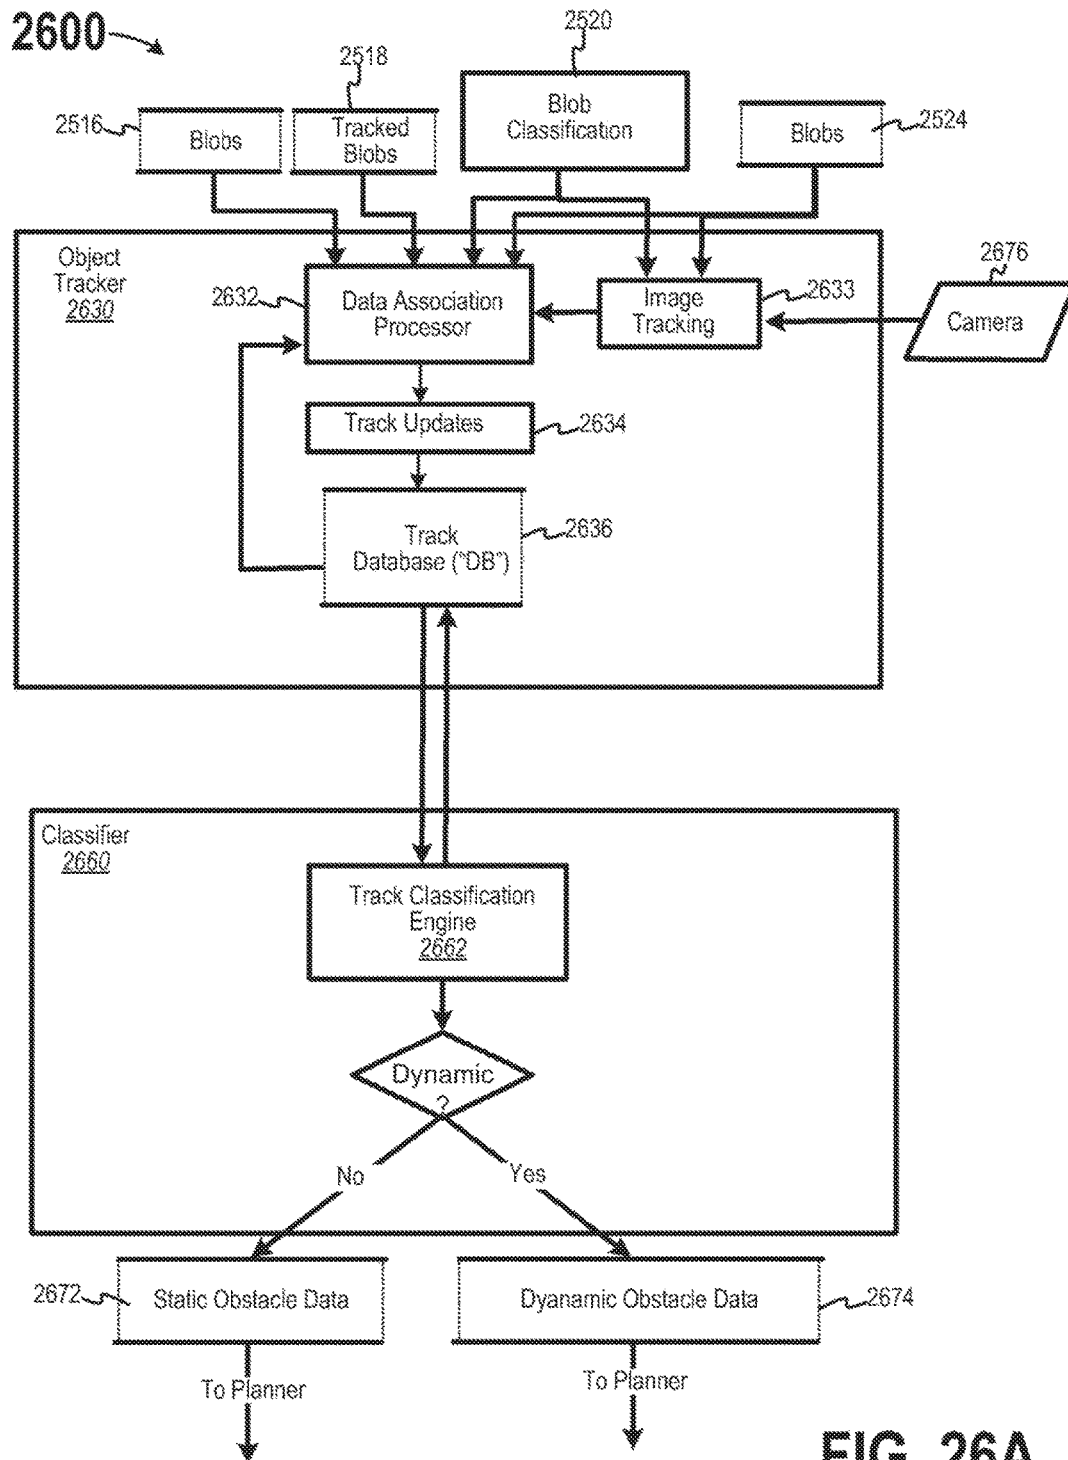 2600
2520
2518
2516
Blobs
Tracked
Blobs
Blob
Classification
Blobs
2524
Object
Tracker
2630
2632
Data Association
Processor
Image
Tracking
2633
2676
Camera
Track Updates
2634
Track
Database ("DB")
2636
Classifier
2660
Track Classification
Engine
2662
Dynamic
?
No
Yes
2672
Static Obstacle Data
Dyanamic Obstacle Data
2674
To Planner
To Planner
FIG. 26A